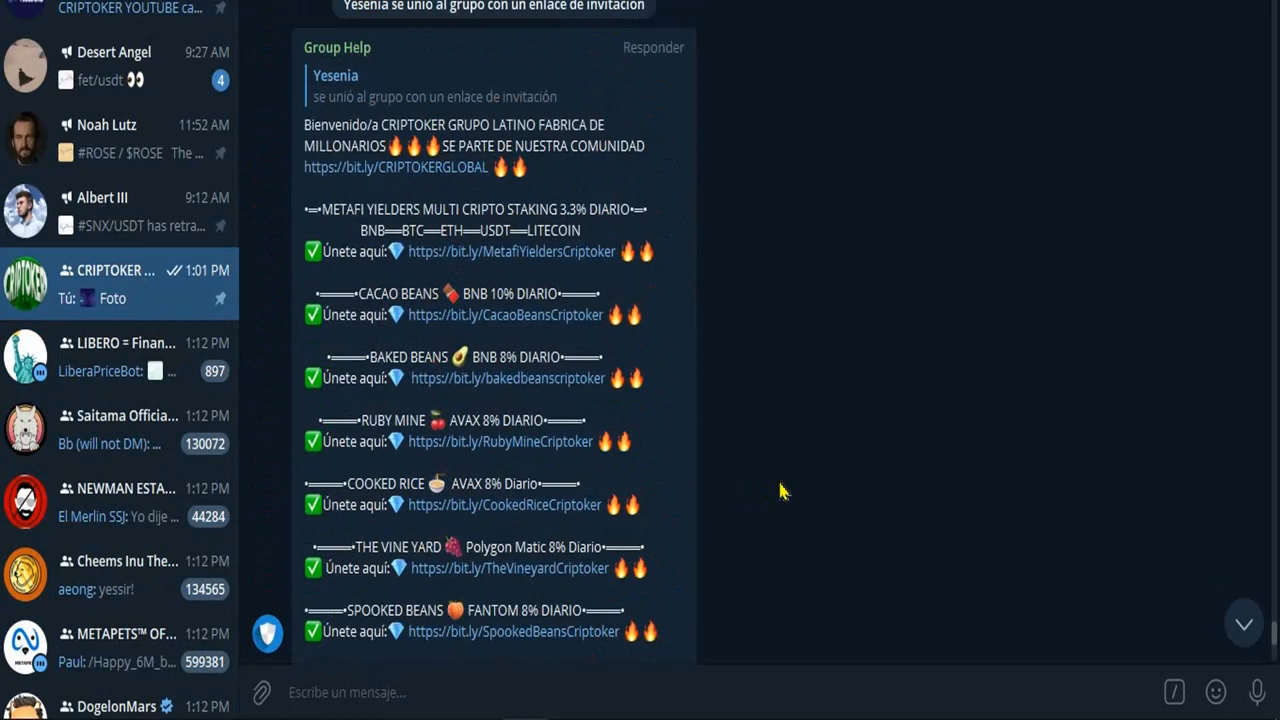 CRIPTOKER YOUTUBE ca...
Desert Angel 9:27 AM
fet/usdt 👀 4
Noah Lutz 11:52 AM
#ROSE / $ROSE The ...
Albert III 9:12 AM
#SNX/USDT has retra...
CRIPTOKER ... 1:01 PM
Tú: Foto
LIBERO = Finan... 1:12 PM
LiberaPriceBot: ... 897
Saitama Officia... 1:12 PM
Bb (will not DM): ... 130072
NEWMAN ESTA... 1:12 PM
El Merlin SSJ: Yo dije ... 44284
Cheems Inu The... 1:12 PM
aeong: yessir! 134565
METAPETS™ OF... 1:12 PM
Paul: /Happy_6M_b... 599381
DogelonMars 1:12 PM
CRIPTOKER
Yesenia se unió al grupo con un enlace de invitación
Group Help Responder
Yesenia
se unió al grupo con un enlace de invitación
Bienvenido/a CRIPTOKER GRUPO LATINO FABRICA DE
MILLONARIOS🔥🔥🔥SE PARTE DE NUESTRA COMUNIDAD
https://bit.ly/CRIPTOKERGLOBAL 🔥🔥
•═•METAFI YIELDERS MULTI CRIPTO STAKING 3.3% DIARIO•═•
BNB══BTC══ETH══USDT══LITECOIN
✅Únete aquí:💎 https://bit.ly/MetafiYieldersCriptoker 🔥🔥
•════•CACAO BEANS 🍫 BNB 10% DIARIO•════•
✅Únete aquí:💎 https://bit.ly/CacaoBeansCriptoker 🔥🔥
•════•BAKED BEANS 🥑 BNB 8% DIARIO•════•
✅Únete aquí:💎 https://bit.ly/bakedbeanscriptoker 🔥🔥
•════•RUBY MINE 🍒 AVAX 8% DIARIO•════•
✅Únete aquí:💎 https://bit.ly/RubyMineCriptoker 🔥🔥
•════•COOKED RICE 🍚 AVAX 8% Diario•════•
✅Únete aquí:💎 https://bit.ly/CookedRiceCriptoker 🔥🔥
•════•THE VINE YARD 🍇 Polygon Matic 8% Diario•════•
✅ Únete aquí:💎 https://bit.ly/TheVineyardCriptoker 🔥🔥
•════•SPOOKED BEANS 🍑 FANTOM 8% DIARIO•════•
✅Únete aquí:💎 https://bit.ly/SpookedBeansCriptoker 🔥🔥
Escribe un mensaje...